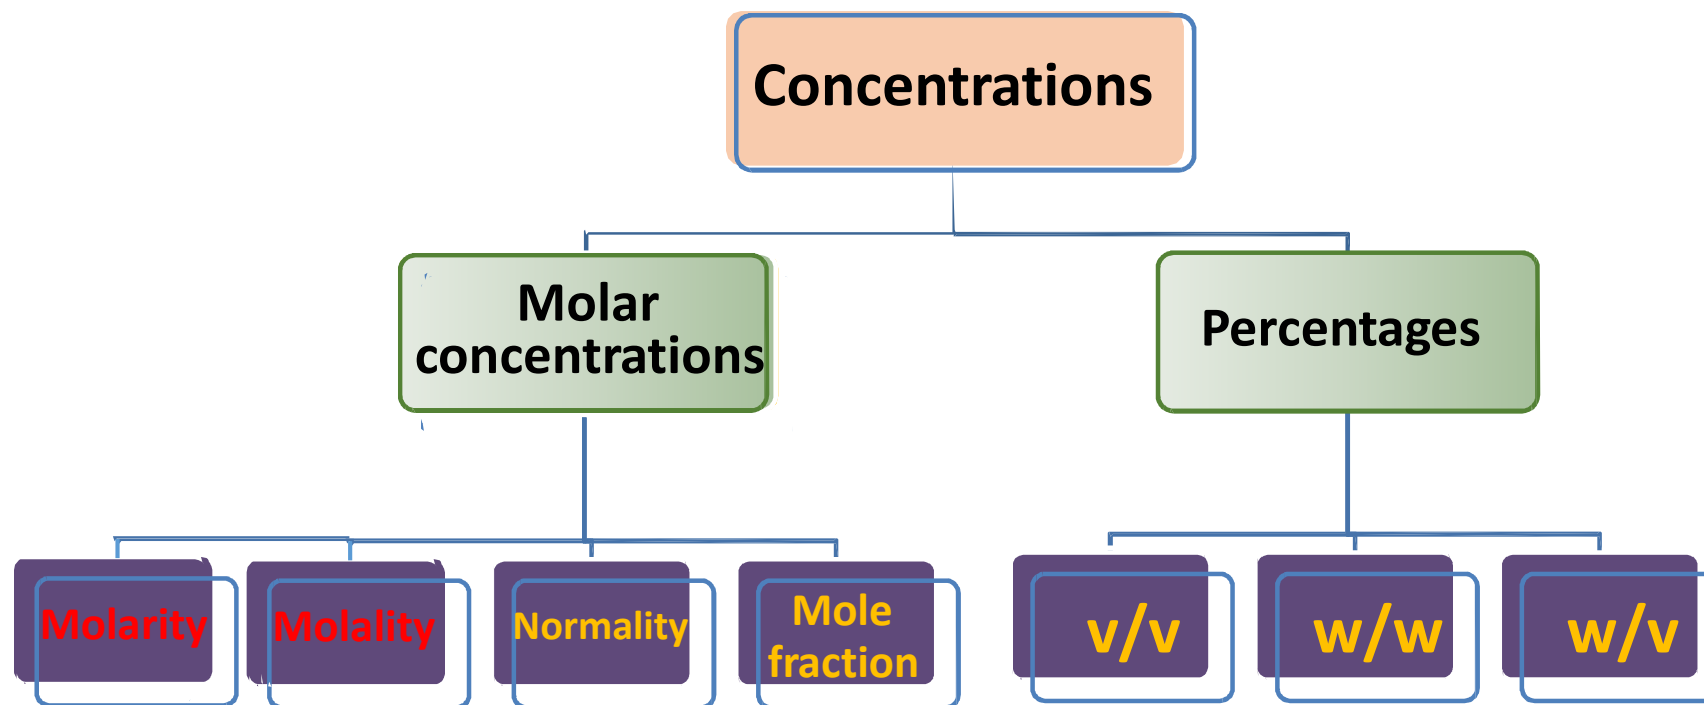 Concentrations
Molar
concentrations
Percentages
Molarity
Molality
Normality
Mole
fraction
v/v
w/w
w/v